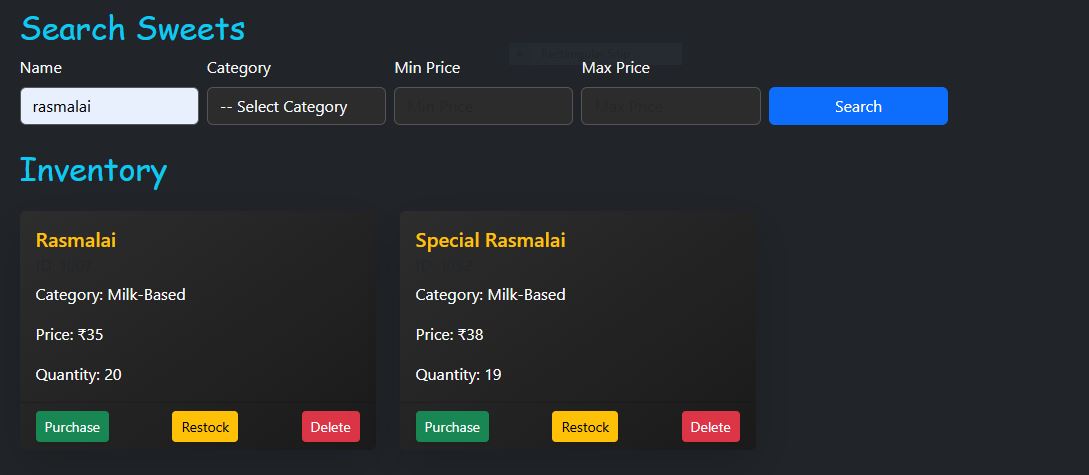 Search Sweets
Name Category Min Price Max Price
rasmalai -- Select Category Min Price Max Price Search
Inventory
Rasmalai Special Rasmalai
ID: 1007 ID: 1032
Category: Milk-Based Category: Milk-Based
Price: ₹35 Price: ₹38
Quantity: 20 Quantity: 19
Purchase Restock Delete Purchase Restock Delete